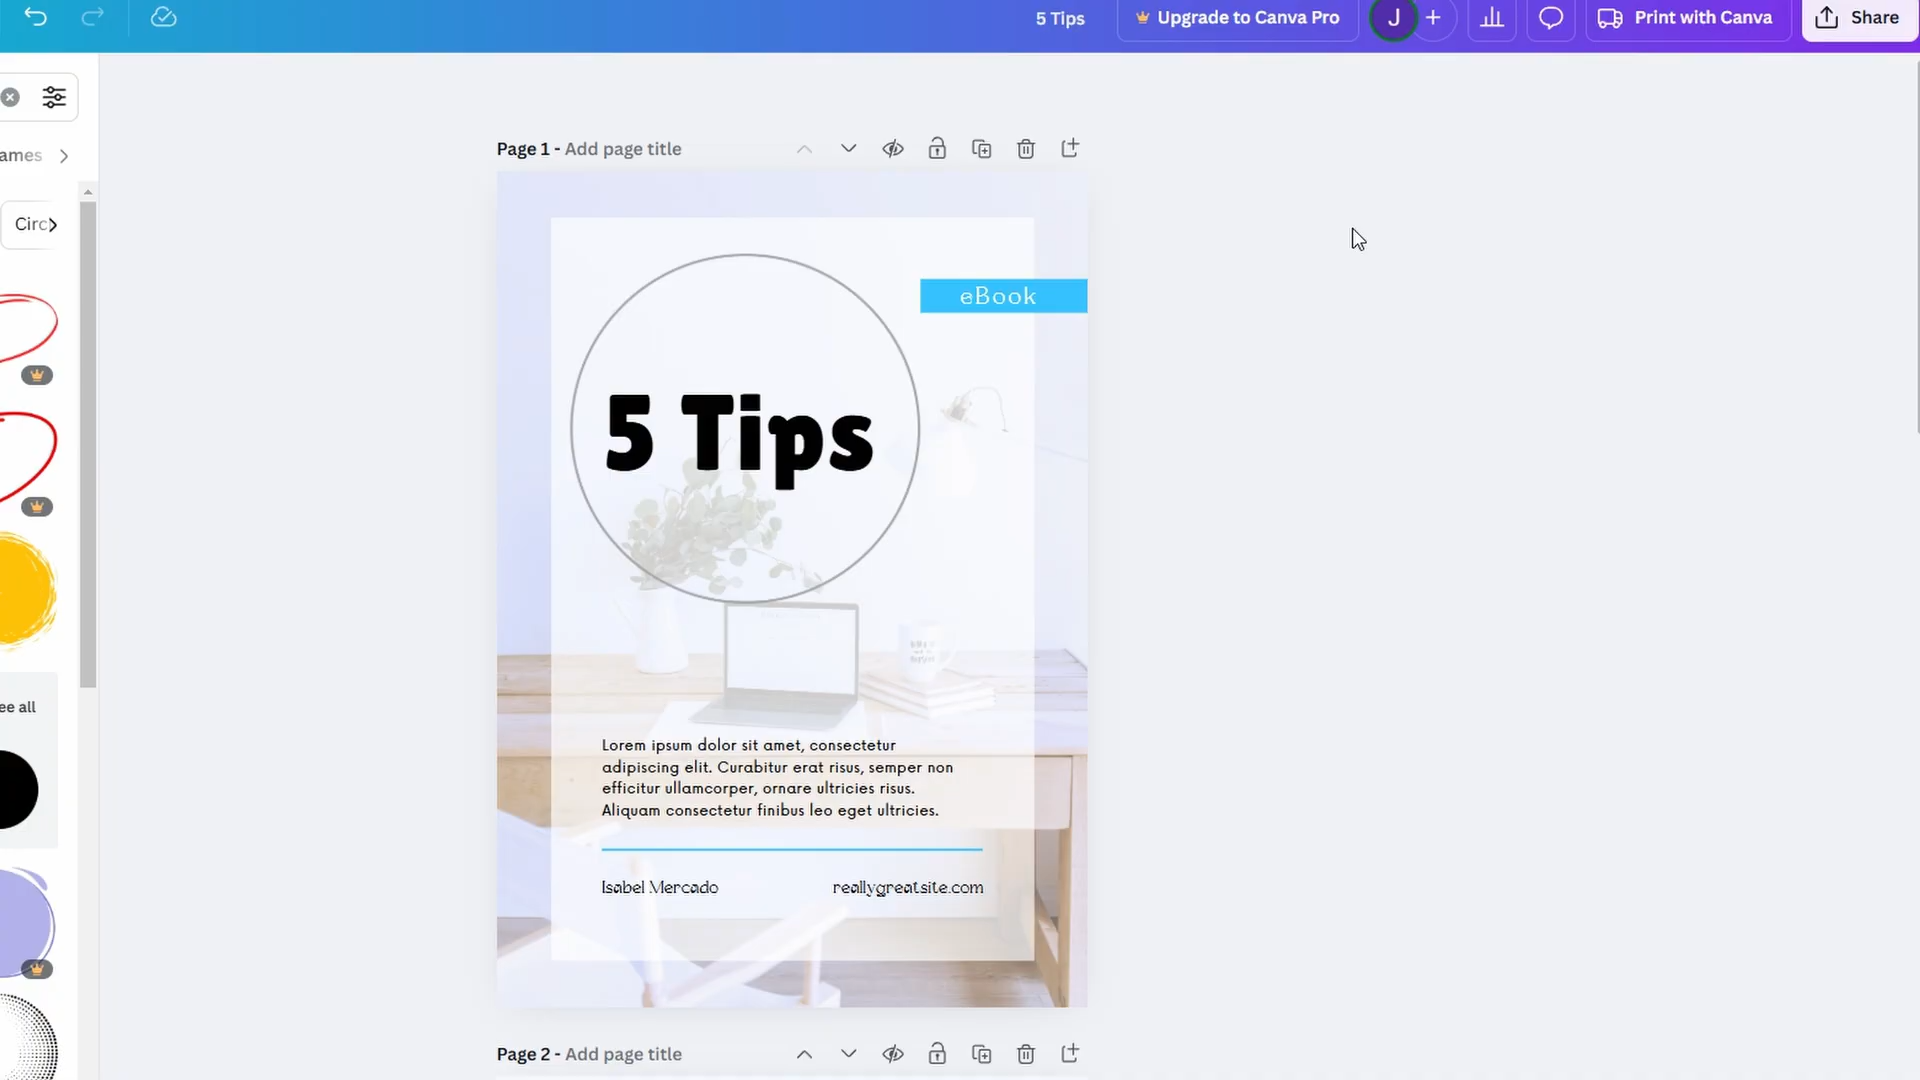 5 Tips
Upgrade to Canva Pro
J
Print with Canva
Share
ames
Circ
ee all
Page 1 - Add page title
eBook
5 Tips
Lorem ipsum dolor sit amet, consectetur
adipiscing elit. Curabitur erat risus, semper non
efficitur ullamcorper, ornare ultricies risus.
Aliquam consectetur finibus leo eget ultricies.
Isabel Mercado
reallygreatsite.com
Page 2 - Add page title